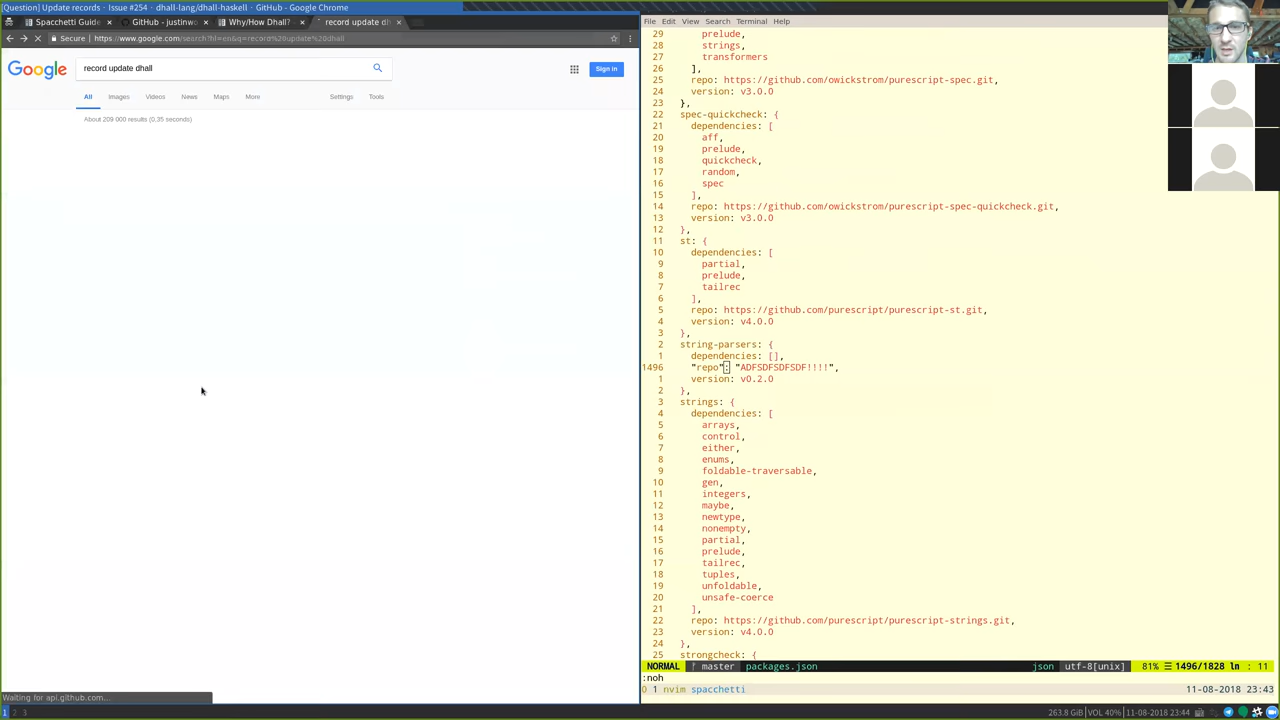 [Question] Update records · Issue #254 · dhall-lang/dhall-haskell · GitHub - Google Chrome
Spacchetti Guide
GitHub - justinwo
Why/How Dhall?
record update dh
Secure
https://www.google.com/search?hl=en&q=record%20update%20dhall
Google
record update dhall
Sign in
All
Images
Videos
News
Maps
More
Settings
Tools
About 209 000 results (0,35 seconds)
Waiting for api.github.com...
1 2 3
File Edit View Search Terminal Help
29 prelude,
28 strings,
27 transformers
26 ],
25 repo: https://github.com/owickstrom/purescript-spec.git,
24 version: v3.0.0
23 },
22 spec-quickcheck: {
21 dependencies: [
20 aff,
19 prelude,
18 quickcheck,
17 random,
16 spec
15 ],
14 repo: https://github.com/owickstrom/purescript-spec-quickcheck.git,
13 version: v3.0.0
12 },
11 st: {
10 dependencies: [
9 partial,
8 prelude,
7 tailrec
6 ],
5 repo: https://github.com/purescript/purescript-st.git,
4 version: v4.0.0
3 },
2 string-parsers: {
1 dependencies: [],
1496 "repo": "ADFSDFSDFSDF!!!!",
1 version: v0.2.0
2 },
3 strings: {
4 dependencies: [
5 arrays,
6 control,
7 either,
8 enums,
9 foldable-traversable,
10 gen,
11 integers,
12 maybe,
13 newtype,
14 nonempty,
15 partial,
16 prelude,
17 tailrec,
18 tuples,
19 unfoldable,
20 unsafe-coerce
21 ],
22 repo: https://github.com/purescript/purescript-strings.git,
23 version: v4.0.0
24 },
25 strongcheck: {
NORMAL master packages.json json utf-8[unix] 81% ☰ 1496/1828 ln : 11
:noh
0 1 nvim spacchetti 11-08-2018 23:43
263.8 GiB VOL 40% 11-08-2018 23:44